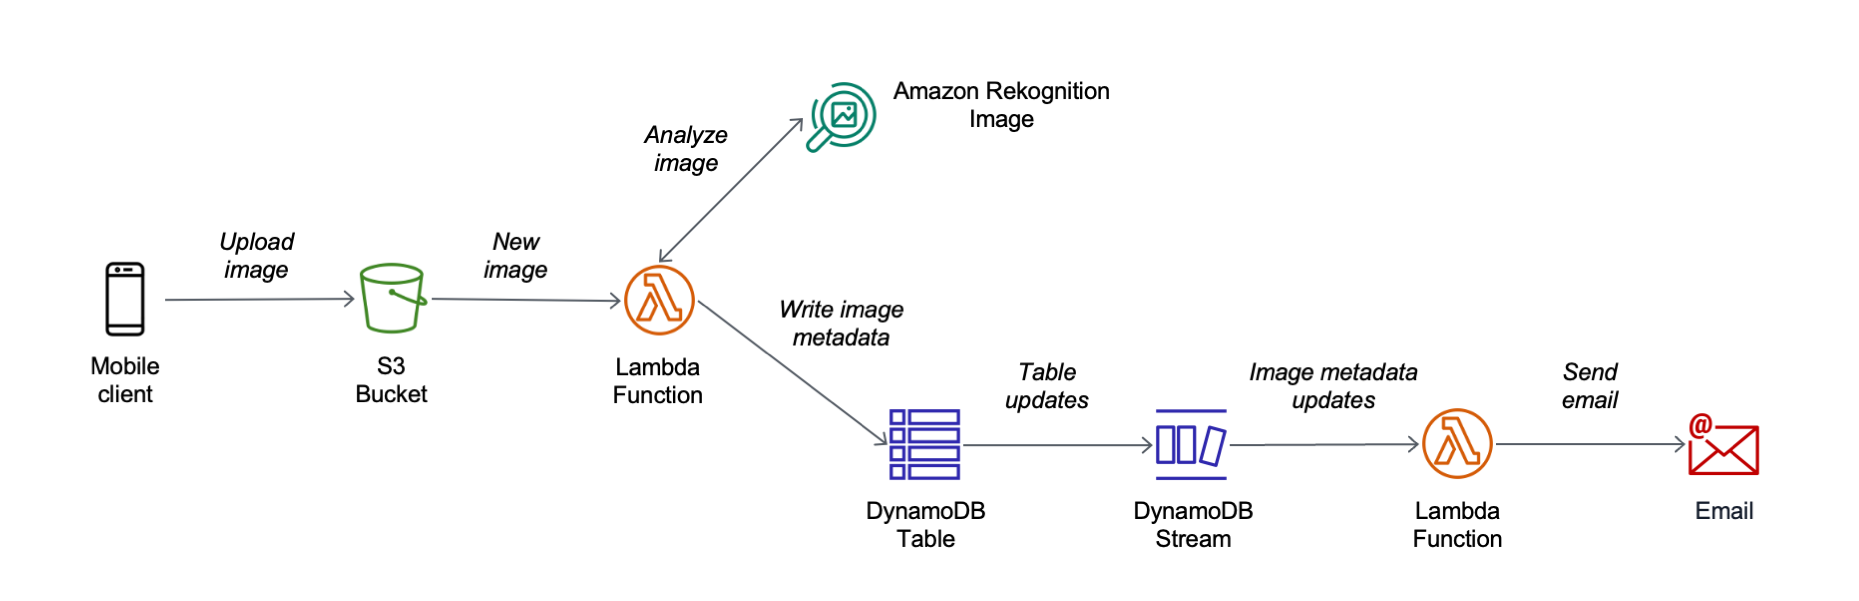 Amazon Rekognition
Image
Analyze
image
Upload
image
New
image
Mobile
client
S3
Bucket
Lambda
Function
Write image
metadata
Table
updates
Image metadata
updates
Send
email
@
DynamoDB
Table
DynamoDB
Stream
Lambda
Function
Email